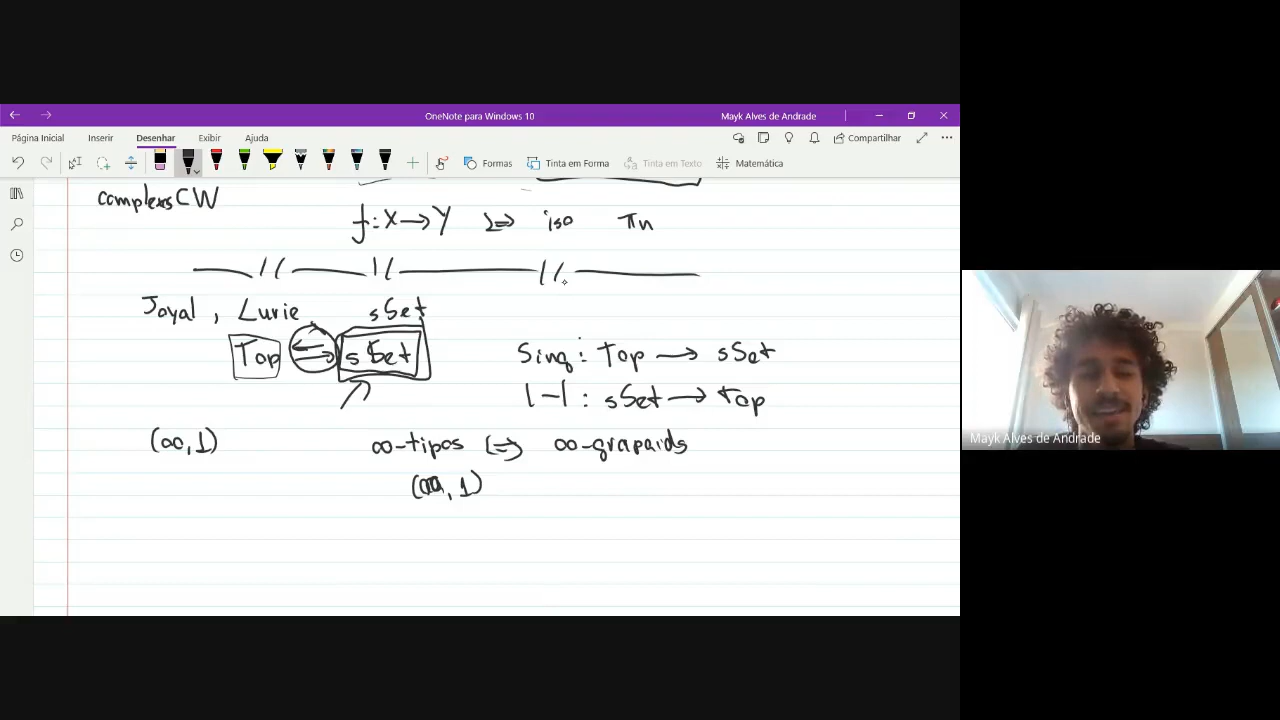 OneNote para Windows 10
Mayk Alves de Andrade
Página Inicial Inserir Desenhar Exibir Ajuda
Compartilhar
Formas Tinta em Forma Tinta em Texto Matemática
complexos CW
f: X → Y iso πn
Joyal, Lurie, sSet
Top ⇄ sSet
Sing: Top → sSet
|-| : sSet → Top
(∞,1) ∞-tipos ⇔ ∞-grupoids
(∞,1)
Mayk Alves de Andrade